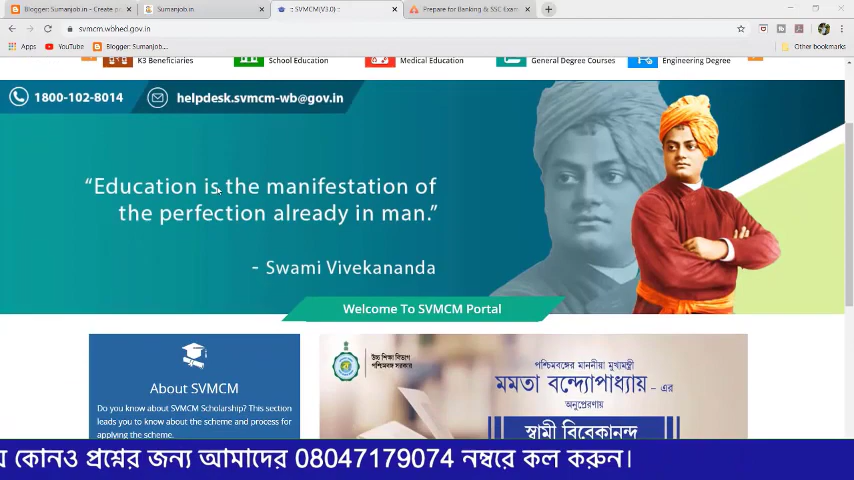 Blogger: Sumanjob.in - Create p
Sumanjob.in
:: SVMCM(V3.0) ::
Prepare for Banking & SSC Exam
svmcm.wbhed.gov.in
Apps
YouTube
Blogger: Sumanjob....
Other bookmarks
K3 Beneficiaries
School Education
Medical Education
General Degree Courses
Engineering Degree
1800-102-8014
helpdesk.svmcm-wb@gov.in
“Education is the manifestation of
the perfection already in man.”
- Swami Vivekananda
Welcome To SVMCM Portal
About SVMCM
Do you know about SVMCM Scholarship? This section
leads you to know about the scheme and process for
applying the scheme.
উচ্চ শিক্ষা বিভাগ
পশ্চিমবঙ্গ সরকার
পশ্চিমবঙ্গের মাননীয়া মুখ্যমন্ত্রী
মমতা বন্দ্যোপাধ্যায় – এর
অনুপ্রেরণায়
স্বামী বিবেকানন্দ
কোনও প্রশ্নের জন্য আমাদের 08047179074 নম্বরে কল করুন।